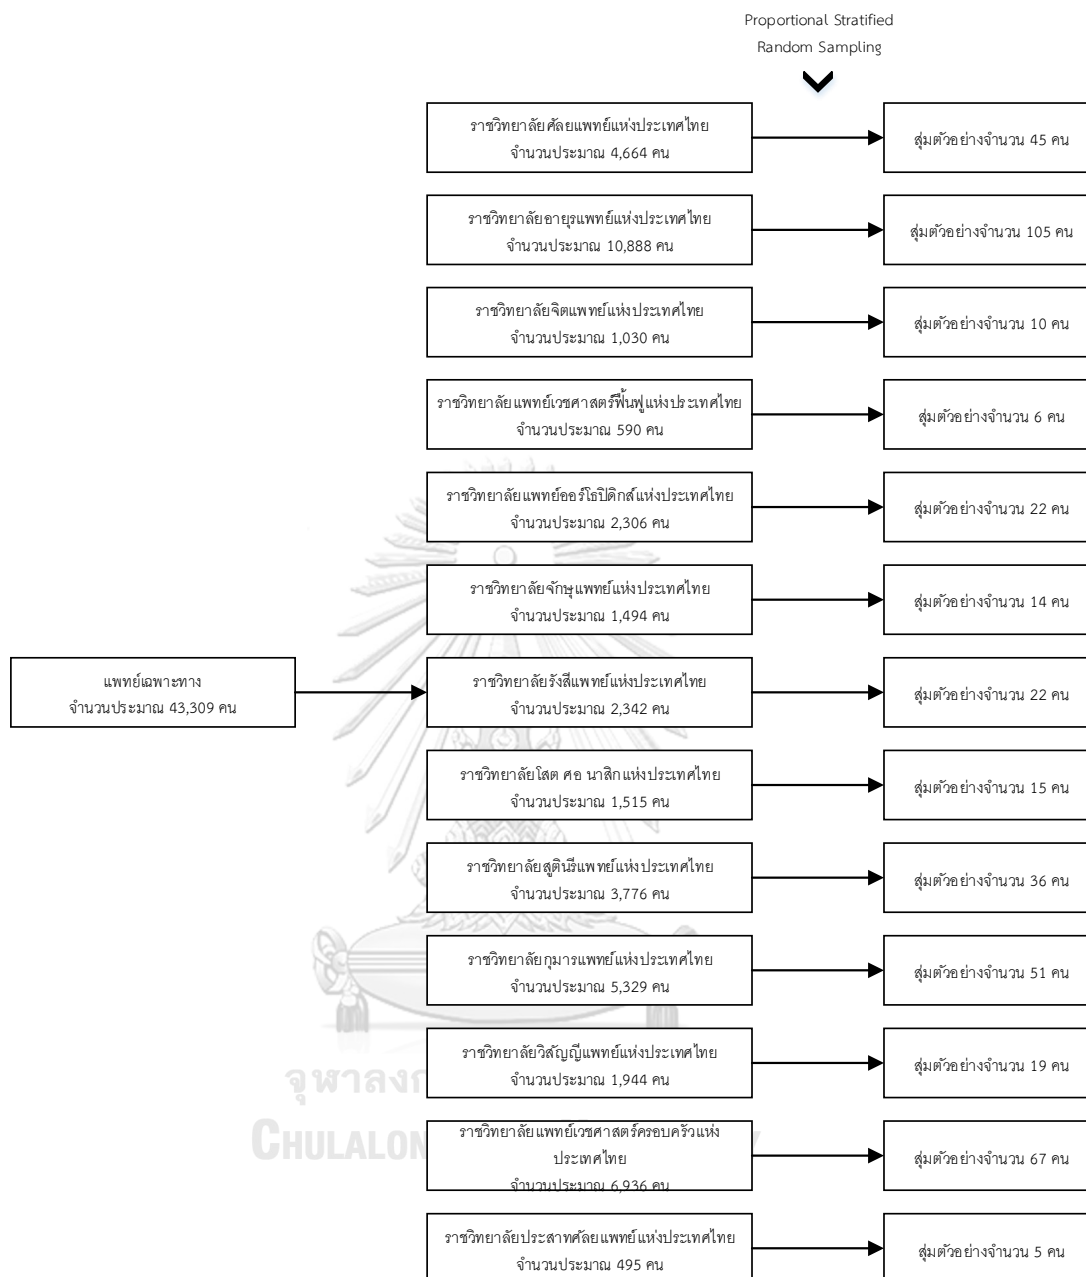 Proportional Stratified
Random Sampling
ราชวิทยาลัยศัลยแพทย์แห่งประเทศไทย
จำนวนประมาณ 4,664 คน
สุ่มตัวอย่างจำนวน 45 คน
ราชวิทยาลัยอายุรแพทย์แห่งประเทศไทย
จำนวนประมาณ 10,888 คน
สุ่มตัวอย่างจำนวน 105 คน
ราชวิทยาลัยจิตแพทย์แห่งประเทศไทย
จำนวนประมาณ 1,030 คน
สุ่มตัวอย่างจำนวน 10 คน
ราชวิทยาลัยแพทย์เวชศาสตร์ฟื้นฟูแห่งประเทศไทย
จำนวนประมาณ 590 คน
สุ่มตัวอย่างจำนวน 6 คน
ราชวิทยาลัยแพทย์ออร์โธปิดิกส์แห่งประเทศไทย
จำนวนประมาณ 2,306 คน
สุ่มตัวอย่างจำนวน 22 คน
ราชวิทยาลัยจักษุแพทย์แห่งประเทศไทย
จำนวนประมาณ 1,494 คน
สุ่มตัวอย่างจำนวน 14 คน
แพทย์เฉพาะทาง
จำนวนประมาณ 43,309 คน
ราชวิทยาลัยรังสีแพทย์แห่งประเทศไทย
จำนวนประมาณ 2,342 คน
สุ่มตัวอย่างจำนวน 22 คน
ราชวิทยาลัยโสต ศอ นาสิกแห่งประเทศไทย
จำนวนประมาณ 1,515 คน
สุ่มตัวอย่างจำนวน 15 คน
ราชวิทยาลัยสูตินรีแพทย์แห่งประเทศไทย
จำนวนประมาณ 3,776 คน
สุ่มตัวอย่างจำนวน 36 คน
ราชวิทยาลัยกุมารแพทย์แห่งประเทศไทย
จำนวนประมาณ 5,329 คน
สุ่มตัวอย่างจำนวน 51 คน
ราชวิทยาลัยวิสัญญีแพทย์แห่งประเทศไทย
จำนวนประมาณ 1,944 คน
สุ่มตัวอย่างจำนวน 19 คน
ราชวิทยาลัยแพทย์เวชศาสตร์ครอบครัวแห่ง
ประเทศไทย
จำนวนประมาณ 6,936 คน
สุ่มตัวอย่างจำนวน 67 คน
ราชวิทยาลัยประสาทศัลยแพทย์แห่งประเทศไทย
จำนวนประมาณ 495 คน
สุ่มตัวอย่างจำนวน 5 คน